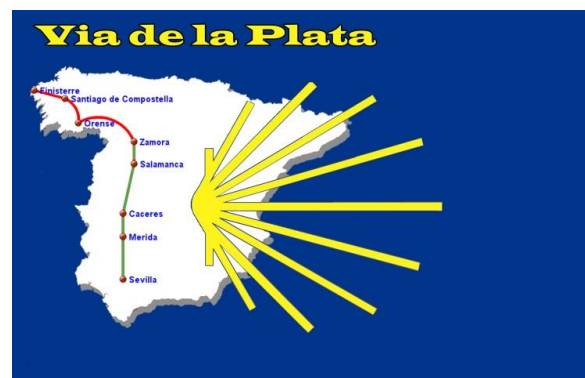 Via de la Plata
Finisterre
Santiago de Compostella
Orense
Zamora
Salamanca
Caceres
Merida
Sevilla